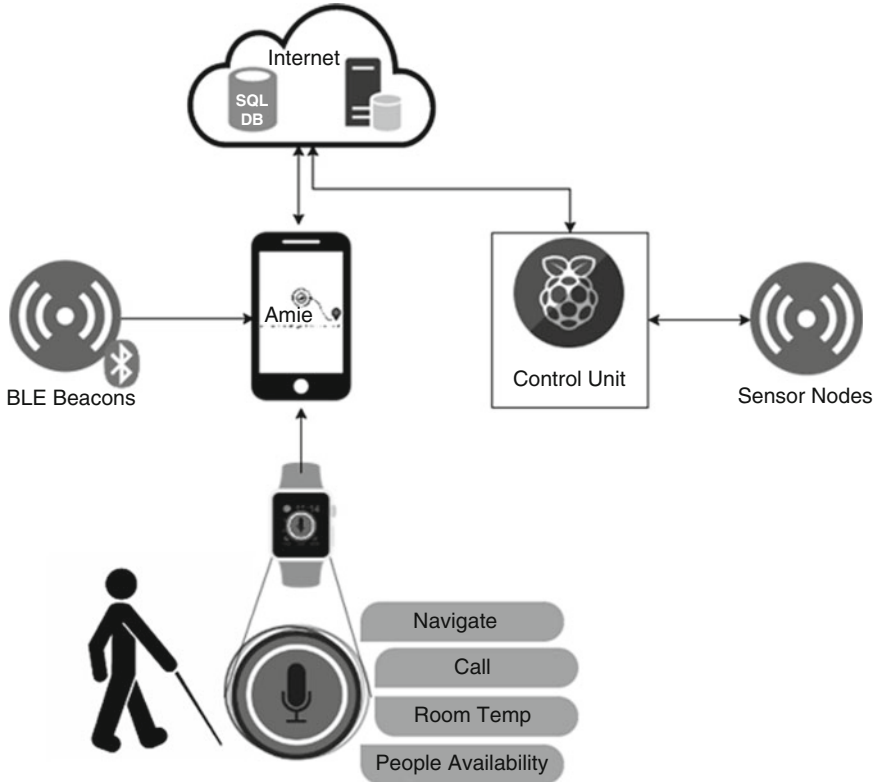 Internet
SQL
DB
Amie
BLE Beacons
Control Unit
Sensor Nodes
Navigate
Call
Room Temp
People Availability